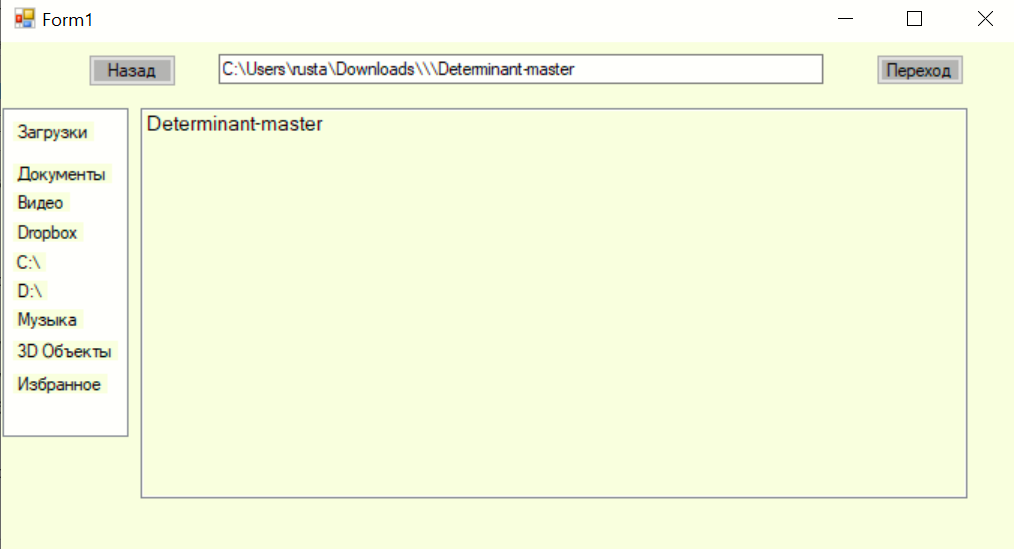 Form1
Назад
C:\Users\rusta\Downloads\\\Determinant-master
Переход
Загрузки
Документы
Видео
Dropbox
C:\
D:\
Музыка
3D Объекты
Избранное
Determinant-master